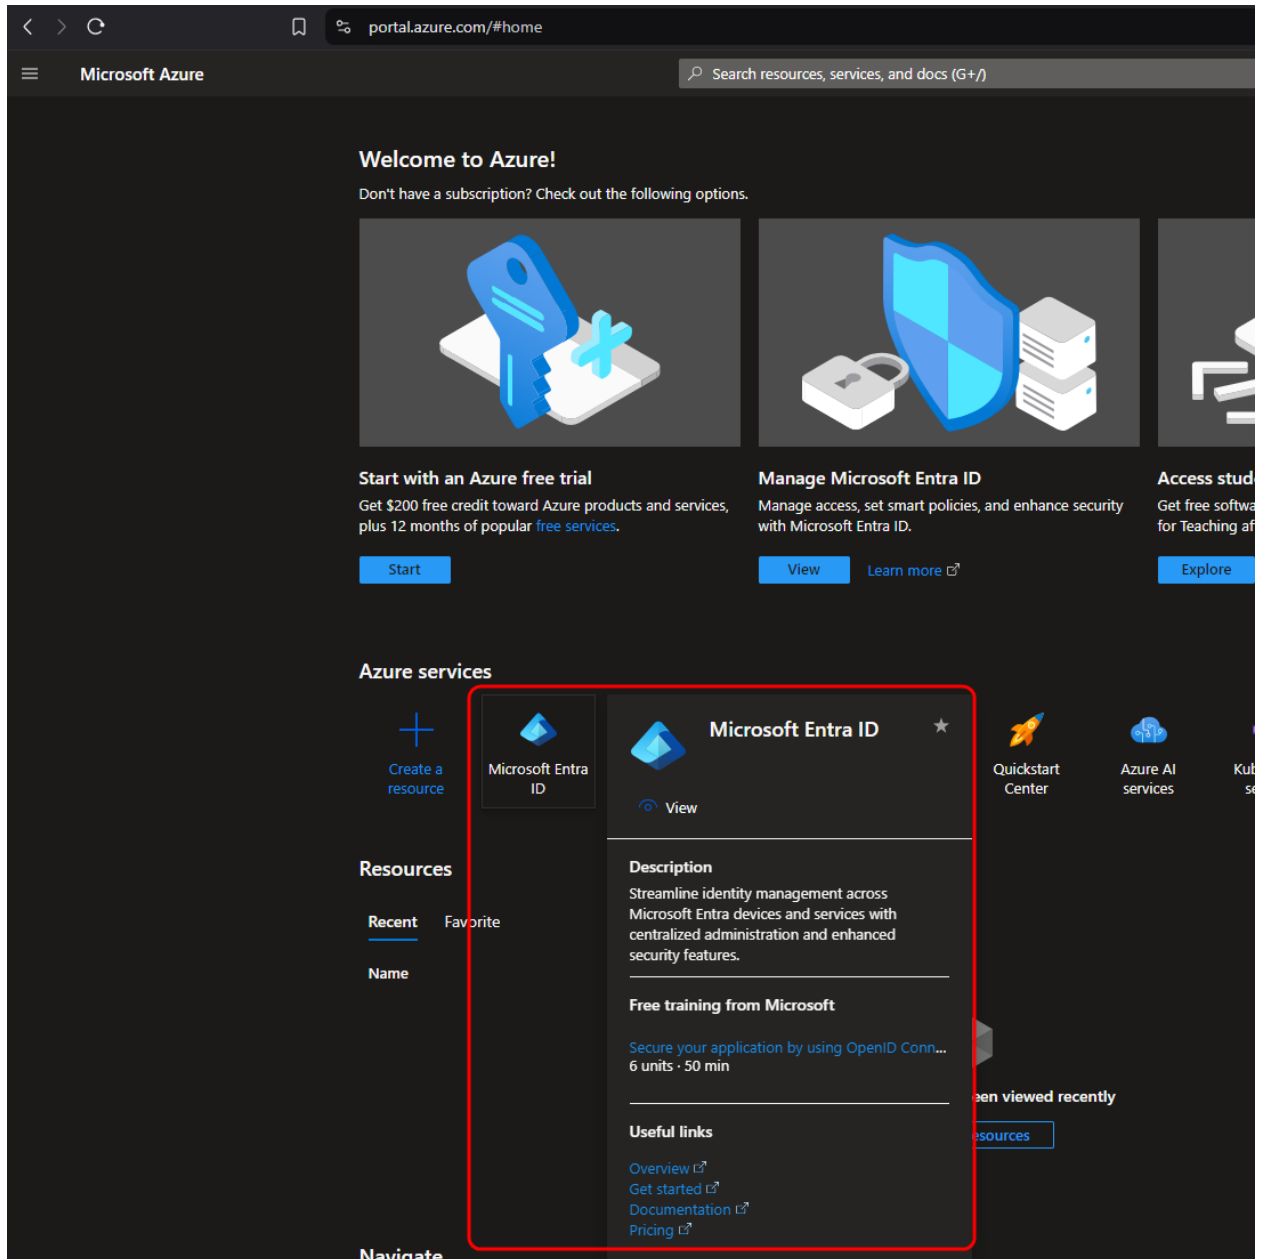 portal.azure.com/#home
Microsoft Azure
Search resources, services, and docs (G+/)
Welcome to Azure!
Don't have a subscription? Check out the following options.
Start with an Azure free trial
Get $200 free credit toward Azure products and services,
plus 12 months of popular free services.
Start
Manage Microsoft Entra ID
Manage access, set smart policies, and enhance security
with Microsoft Entra ID.
View
Learn more
Access stud
Get free softwa
for Teaching af
Explore
Azure services
Create a
resource
Microsoft Entra
ID
Microsoft Entra ID
View
Quickstart
Center
Azure AI
services
Kub
se
Resources
Recent
Favorite
Name
Description
Streamline identity management across
Microsoft Entra devices and services with
centralized administration and enhanced
security features.
Free training from Microsoft
Secure your application by using OpenID Conn...
6 units · 50 min
een viewed recently
esources
Useful links
Overview
Get started
Documentation
Pricing
Navigate